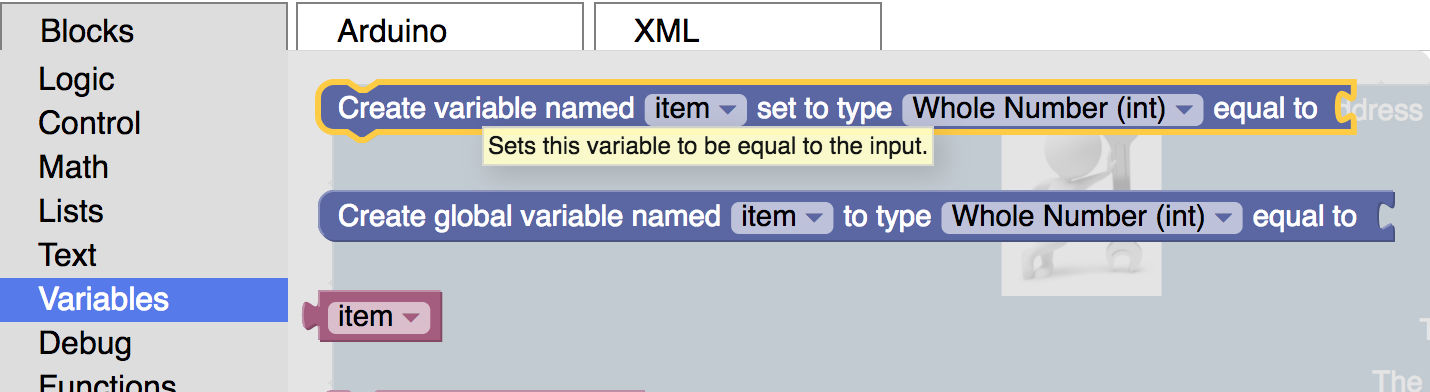 Blocks
Arduino
XML
Logic
Control
Math
Lists
Text
Variables
Debug
Functions
Create variable named item set to type Whole Number (int) equal to
dress
Sets this variable to be equal to the input.
Create global variable named item to type Whole Number (int) equal to
item
The